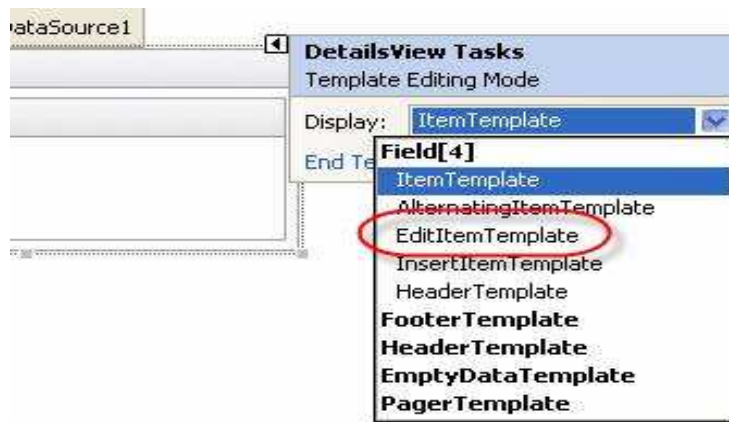 ataSource1
DetailsView Tasks
Template Editing Mode
Display: ItemTemplate
End Te
Field[4]
ItemTemplate
AlternatingItemTemplate
EditItemTemplate
InsertItemTemplate
HeaderTemplate
FooterTemplate
HeaderTemplate
EmptyDataTemplate
PagerTemplate